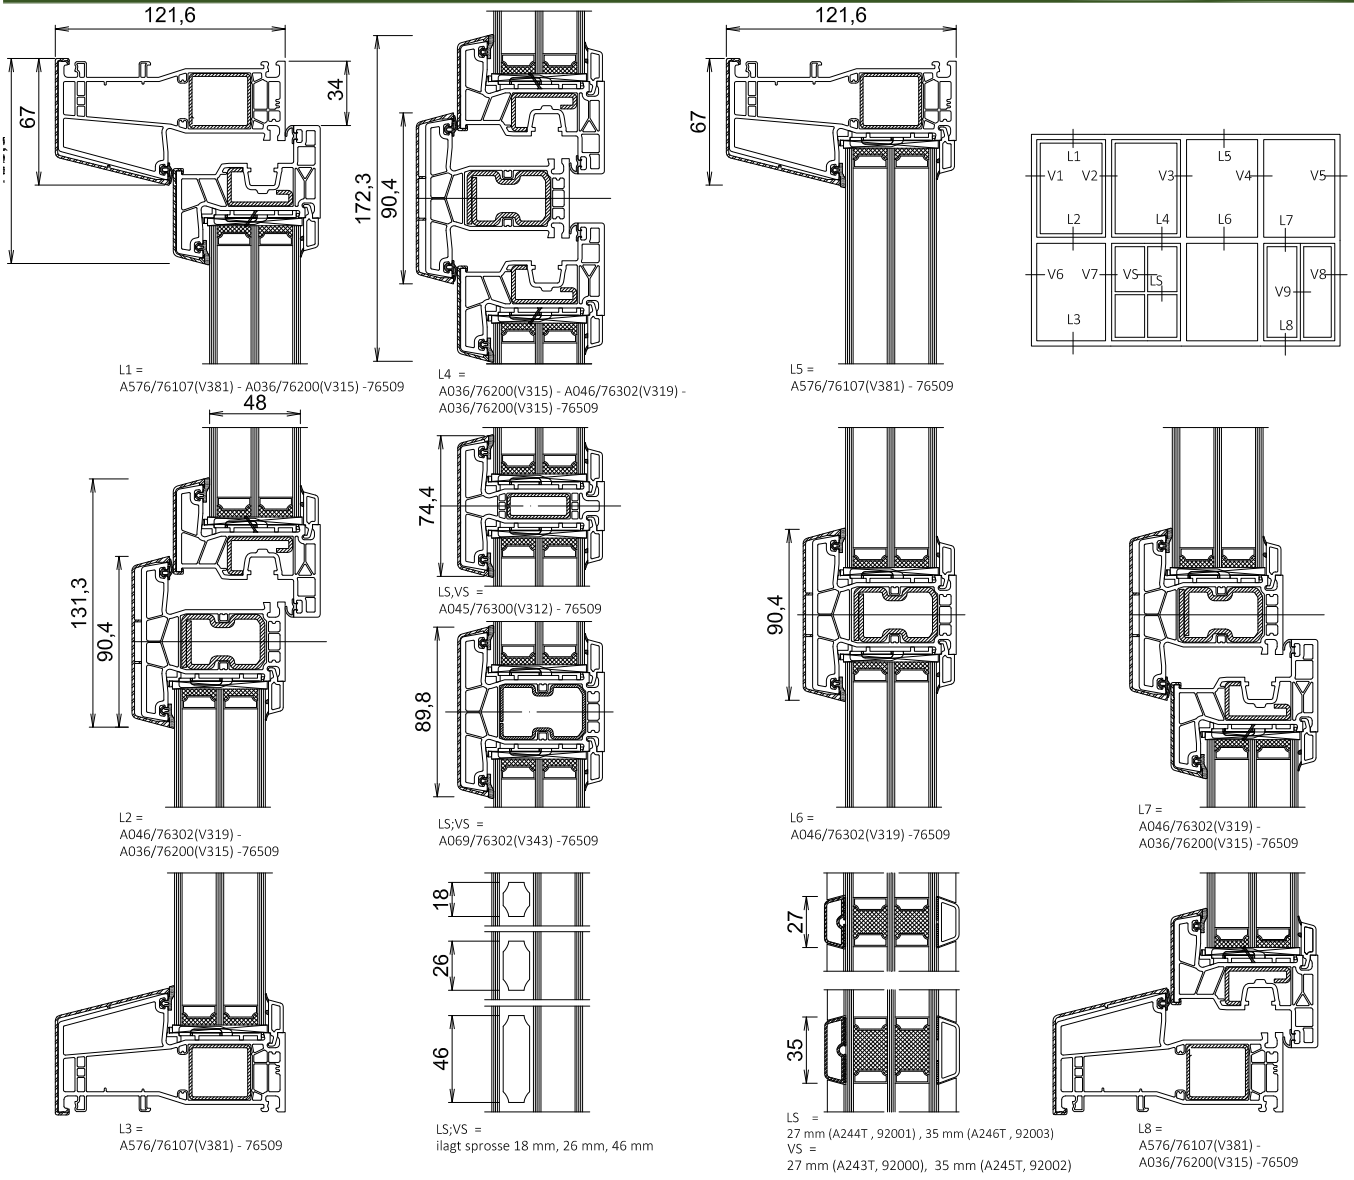 121,6
121,6
67
34
172,3
90,4
67
L1
L5
V1
V2
V3
V4
V5
L2
L4
L6
L7
V6
V7
VS
LS
V9
V8
L3
L8
L1 =
A576/76107(V381) - A036/76200(V315) -76509
L4 =
A036/76200(V315) - A046/76302(V319) -
A036/76200(V315) -76509
L5 =
A576/76107(V381) - 76509
48
131,3
90,4
74,4
LS,VS =
A045/76300(V312) - 76509
89,8
90,4
L2 =
A046/76302(V319) -
A036/76200(V315) -76509
LS;VS =
A069/76302(V343) -76509
L6 =
A046/76302(V319) -76509
L7 =
A046/76302(V319) -
A036/76200(V315) -76509
18
26
46
27
35
L3 =
A576/76107(V381) - 76509
LS;VS =
ilagt sprosse 18 mm, 26 mm, 46 mm
LS =
27 mm (A244T , 92001) , 35 mm (A246T , 92003)
VS =
27 mm (A243T, 92000), 35 mm (A245T, 92002)
L8 =
A576/76107(V381) -
A036/76200(V315) -76509